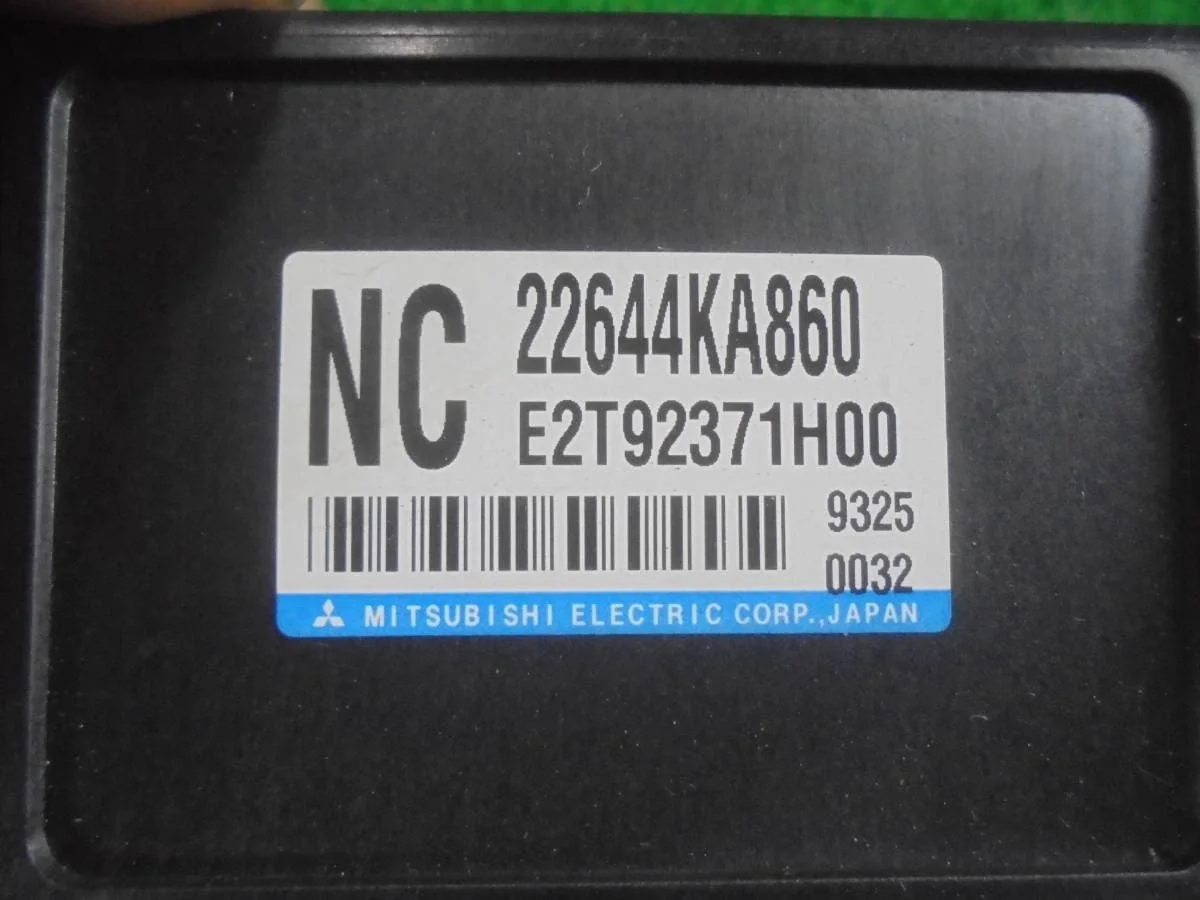 NC 22644KA860
E2T92371H00
9325
0032
MITSUBISHI ELECTRIC CORP.,JAPAN